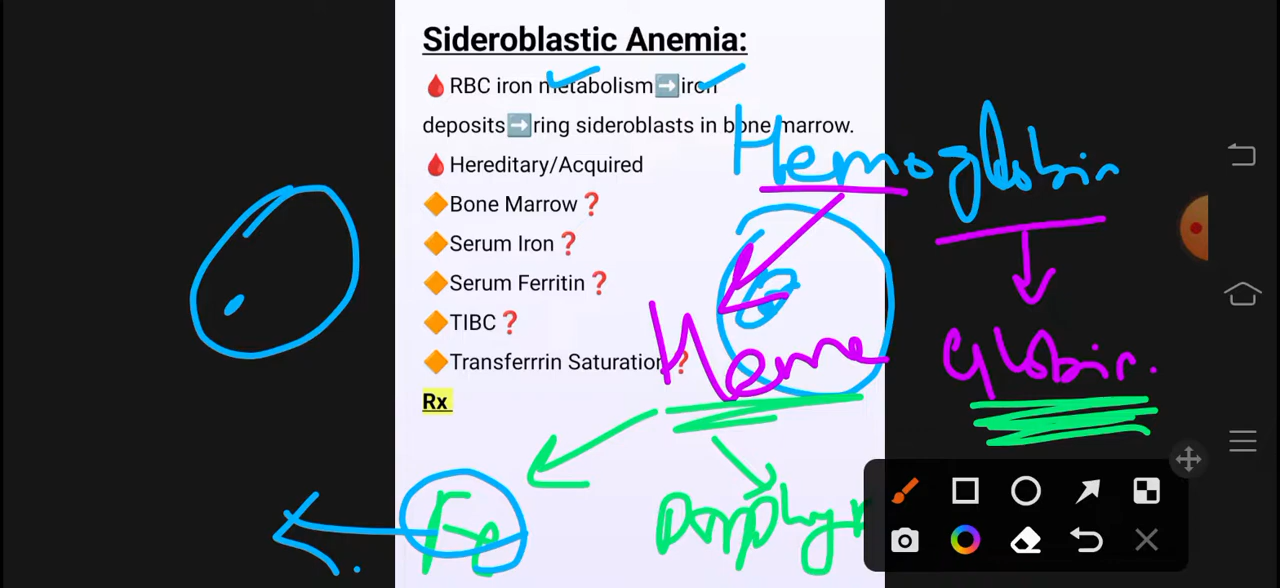 Sideroblastic Anemia:
🩸RBC iron metabolism➡️iron
deposits➡️ring sideroblasts in bone marrow.
Hemoglobin
🩸Hereditary/Acquired
🔶Bone Marrow❓
🔶Serum Iron❓
🔶Serum Ferritin❓
🔶TIBC❓
🔶Transferrrin Saturation❓
Heme
Globin.
Rx
Fe
Porphyr